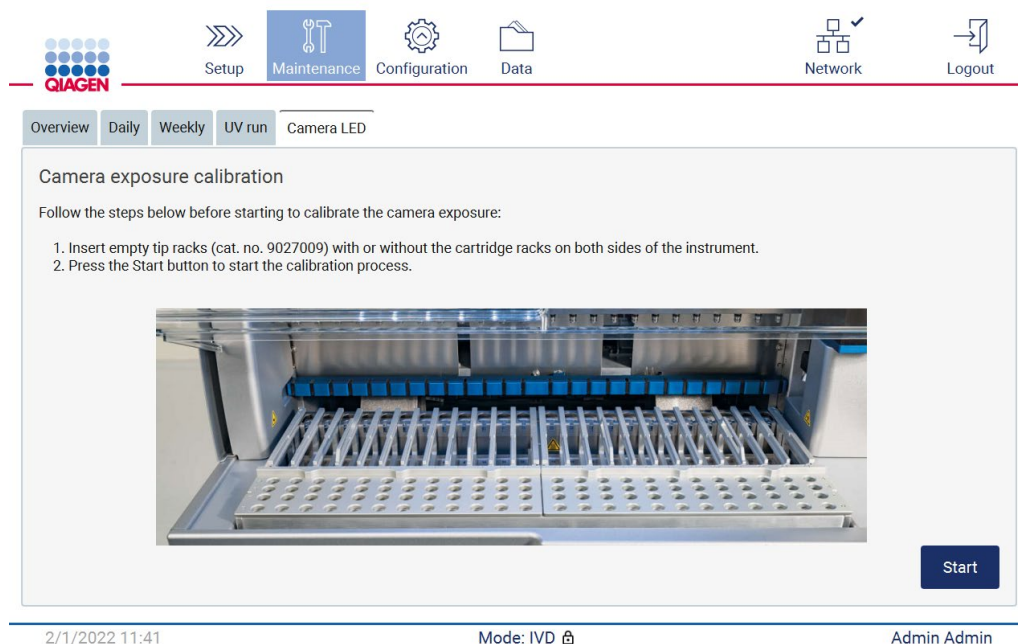 QIAGEN
Setup
Maintenance
Configuration
Data
Network
Logout
Overview
Daily
Weekly
UV run
Camera LED
Camera exposure calibration
Follow the steps below before starting to calibrate the camera exposure:
1. Insert empty tip racks (cat. no. 9027009) with or without the cartridge racks on both sides of the instrument.
2. Press the Start button to start the calibration process.
Start
2/1/2022 11:41
Mode: IVD
Admin Admin